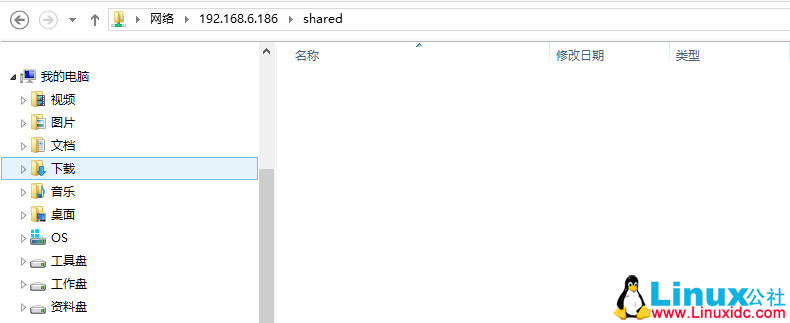 网络 192.168.6.186 shared
名称 修改日期 类型
我的电脑
视频
图片
文档
下载
音乐
桌面
OS
工具盘
工作盘
资料盘
Linux公社
www.Linuxidc.com